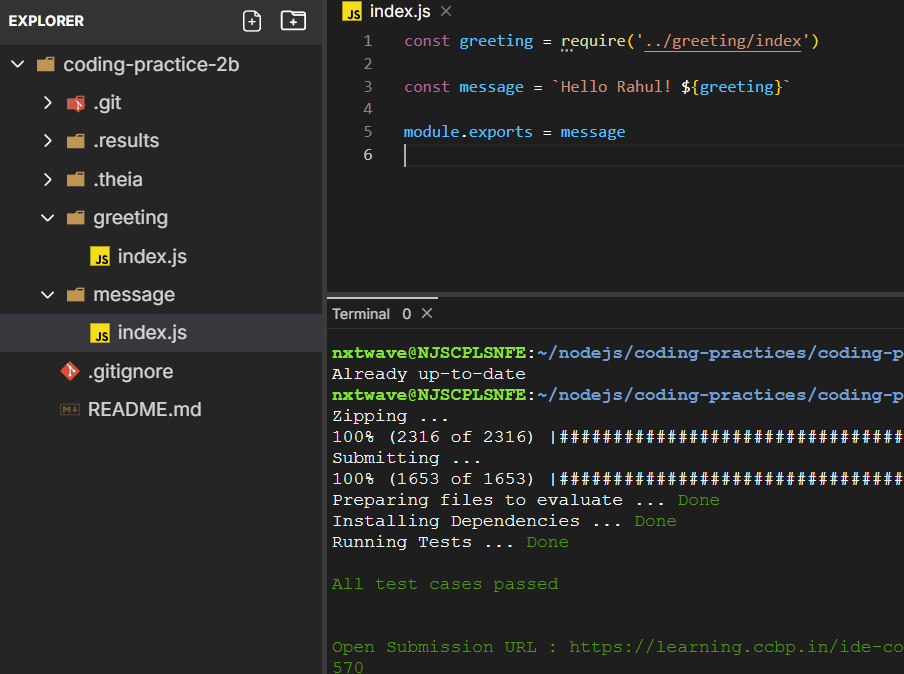 EXPLORER
coding-practice-2b
.git
.results
.theia
greeting
JS index.js
message
JS index.js
.gitignore
M↓ README.md
JS index.js ×
1 const greeting = require('../greeting/index')
2
3 const message = `Hello Rahul! ${greeting}`
4
5 module.exports = message
6
Terminal 0 ×
nxtwave@NJSCPLSNFE:~/nodejs/coding-practices/coding-p
Already up-to-date
nxtwave@NJSCPLSNFE:~/nodejs/coding-practices/coding-p
Zipping ...
100% (2316 of 2316) |################################
Submitting ...
100% (1653 of 1653) |################################
Preparing files to evaluate ... Done
Installing Dependencies ... Done
Running Tests ... Done
All test cases passed
Open Submission URL : https://learning.ccbp.in/ide-co
570